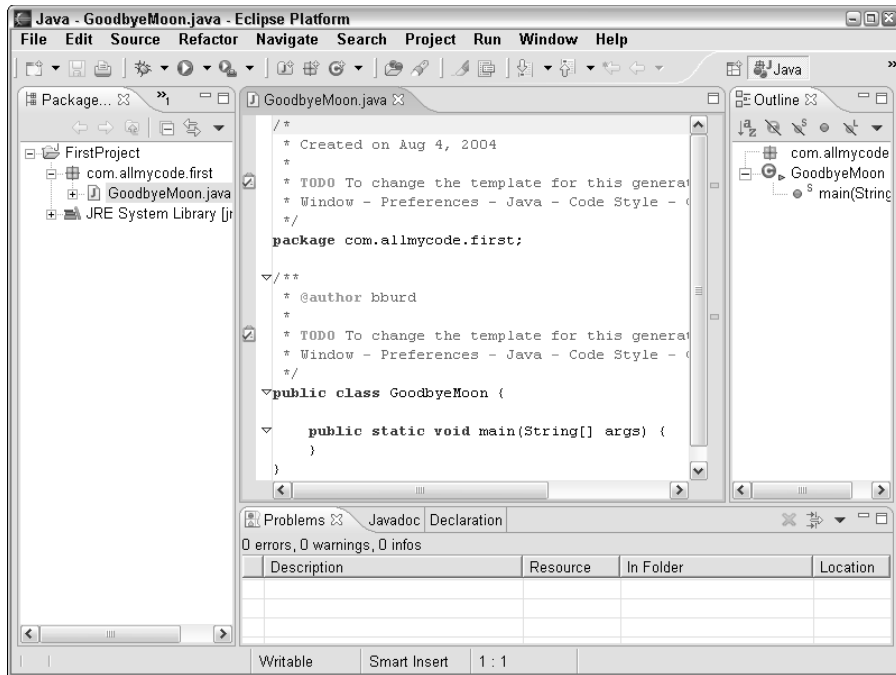 Java - GoodbyeMoon.java - Eclipse Platform
File Edit Source Refactor Navigate Search Project Run Window Help
Java »
Package... »1
FirstProject
com.allmycode.first
GoodbyeMoon.java
JRE System Library [jr
GoodbyeMoon.java
/*
* Created on Aug 4, 2004
*
* TODO To change the template for this generat
* Window - Preferences - Java - Code Style -
*/
package com.allmycode.first;
/**
* @author bburd
*
* TODO To change the template for this generat
* Window - Preferences - Java - Code Style -
*/
public class GoodbyeMoon {
public static void main(String[] args) {
}
}
Outline
com.allmycode
GoodbyeMoon
main(String
Problems Javadoc Declaration
0 errors, 0 warnings, 0 infos
Description Resource In Folder Location
Writable Smart Insert 1 : 1